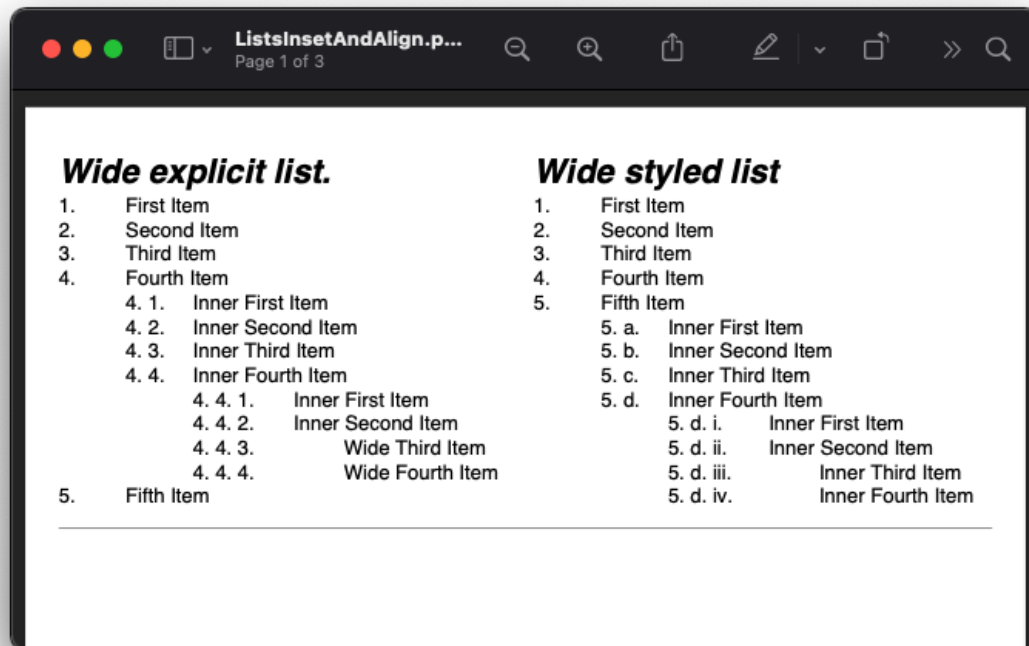 ListsInsetAndAlign.p...
Page 1 of 3
Wide explicit list.
1. First Item
2. Second Item
3. Third Item
4. Fourth Item
4. 1. Inner First Item
4. 2. Inner Second Item
4. 3. Inner Third Item
4. 4. Inner Fourth Item
4. 4. 1. Inner First Item
4. 4. 2. Inner Second Item
4. 4. 3. Wide Third Item
4. 4. 4. Wide Fourth Item
5. Fifth Item
Wide styled list
1. First Item
2. Second Item
3. Third Item
4. Fourth Item
5. Fifth Item
5. a. Inner First Item
5. b. Inner Second Item
5. c. Inner Third Item
5. d. Inner Fourth Item
5. d. i. Inner First Item
5. d. ii. Inner Second Item
5. d. iii. Inner Third Item
5. d. iv. Inner Fourth Item